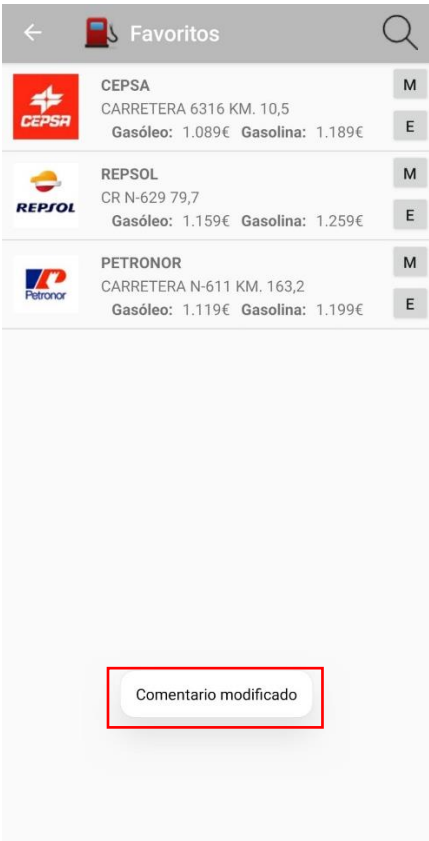 Favoritos
CEPSA
CEPSA
CARRETERA 6316 KM. 10,5
Gasóleo: 1.089€ Gasolina: 1.189€
M
E
REPSOL
REPSOL
CR N-629 79,7
Gasóleo: 1.159€ Gasolina: 1.259€
M
E
Petronor
PETRONOR
CARRETERA N-611 KM. 163,2
Gasóleo: 1.119€ Gasolina: 1.199€
M
E
Comentario modificado